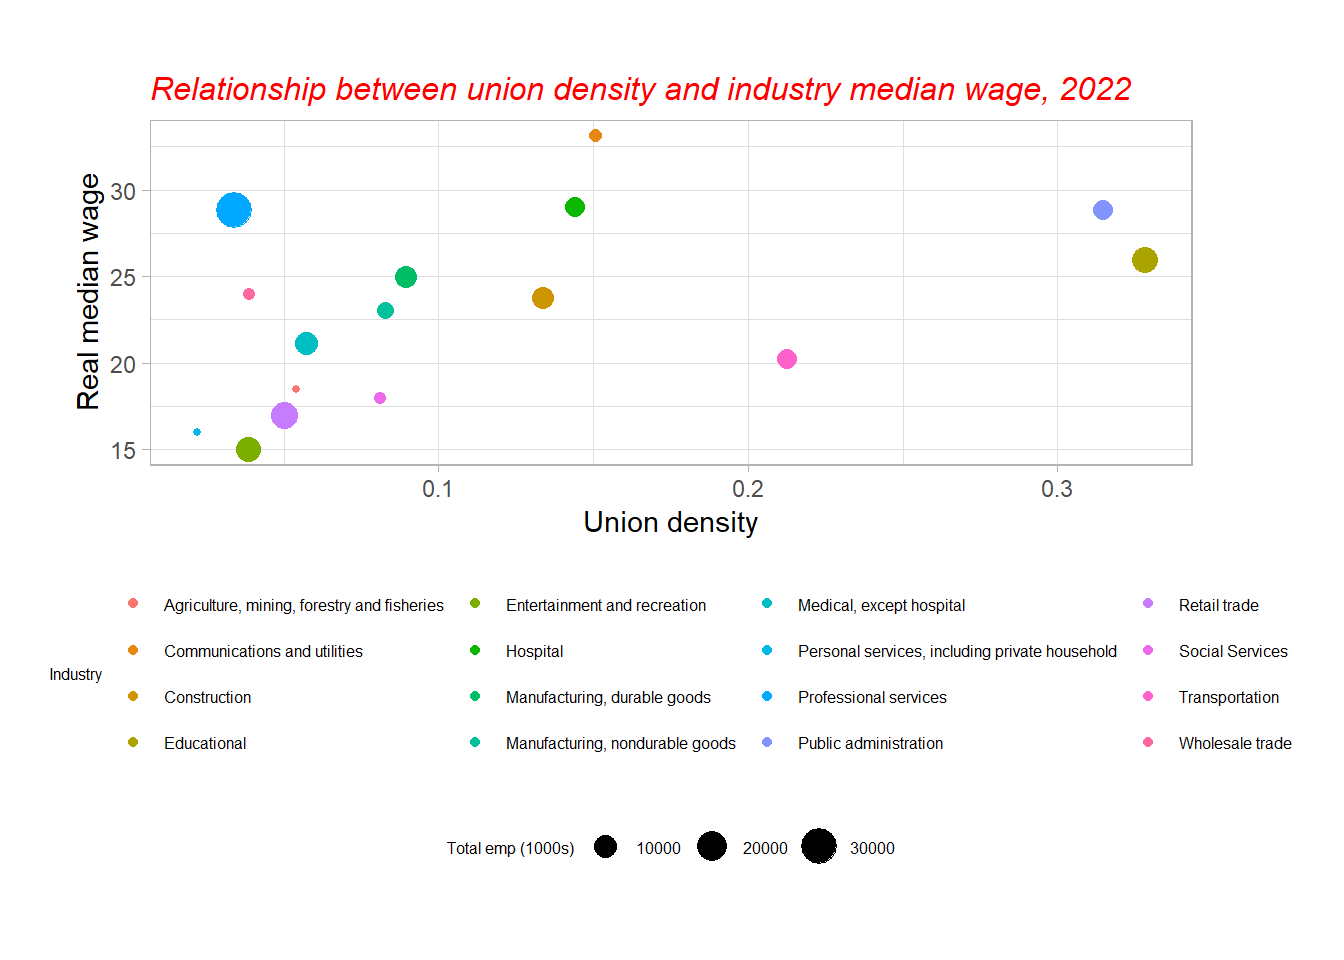 Relationship between union density and industry median wage, 2022
Real median wage
30
25
20
15
0.1 0.2 0.3
Union density
Industry
Agriculture, mining, forestry and fisheries
Communications and utilities
Construction
Educational
Entertainment and recreation
Hospital
Manufacturing, durable goods
Manufacturing, nondurable goods
Medical, except hospital
Personal services, including private household
Professional services
Public administration
Retail trade
Social Services
Transportation
Wholesale trade
Total emp (1000s) 10000 20000 30000